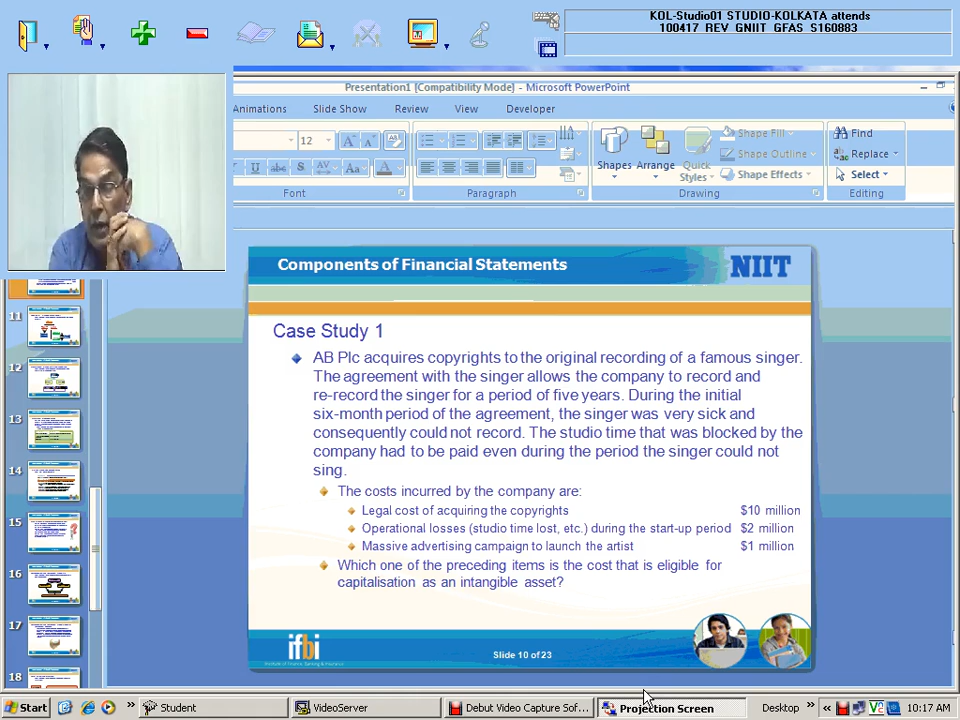 KOL-Studio01 STUDIO-KOLKATA attends
100417_REV_GNIIT_GFAS_S160883
Presentation1 [Compatibility Mode] - Microsoft PowerPoint
Animations Slide Show Review View Developer
12
Shapes Arrange Quick Styles
Shape Fill
Shape Outline
Shape Effects
Find
Replace
Select
Font Paragraph Drawing Editing
Components of Financial Statements
NIIT
Case Study 1
AB Plc acquires copyrights to the original recording of a famous singer.
The agreement with the singer allows the company to record and
re-record the singer for a period of five years. During the initial
six-month period of the agreement, the singer was very sick and
consequently could not record. The studio time that was blocked by the
company had to be paid even during the period the singer could not
sing.
The costs incurred by the company are:
Legal cost of acquiring the copyrights $10 million
Operational losses (studio time lost, etc.) during the start-up period $2 million
Massive advertising campaign to launch the artist $1 million
Which one of the preceding items is the cost that is eligible for
capitalisation as an intangible asset?
ifbi
Institute of Finance, Banking & Insurance
Slide 10 of 23
11
12
13
14
15
16
17
18
Start Student VideoServer Debut Video Capture Sof... Projection Screen Desktop 10:17 AM